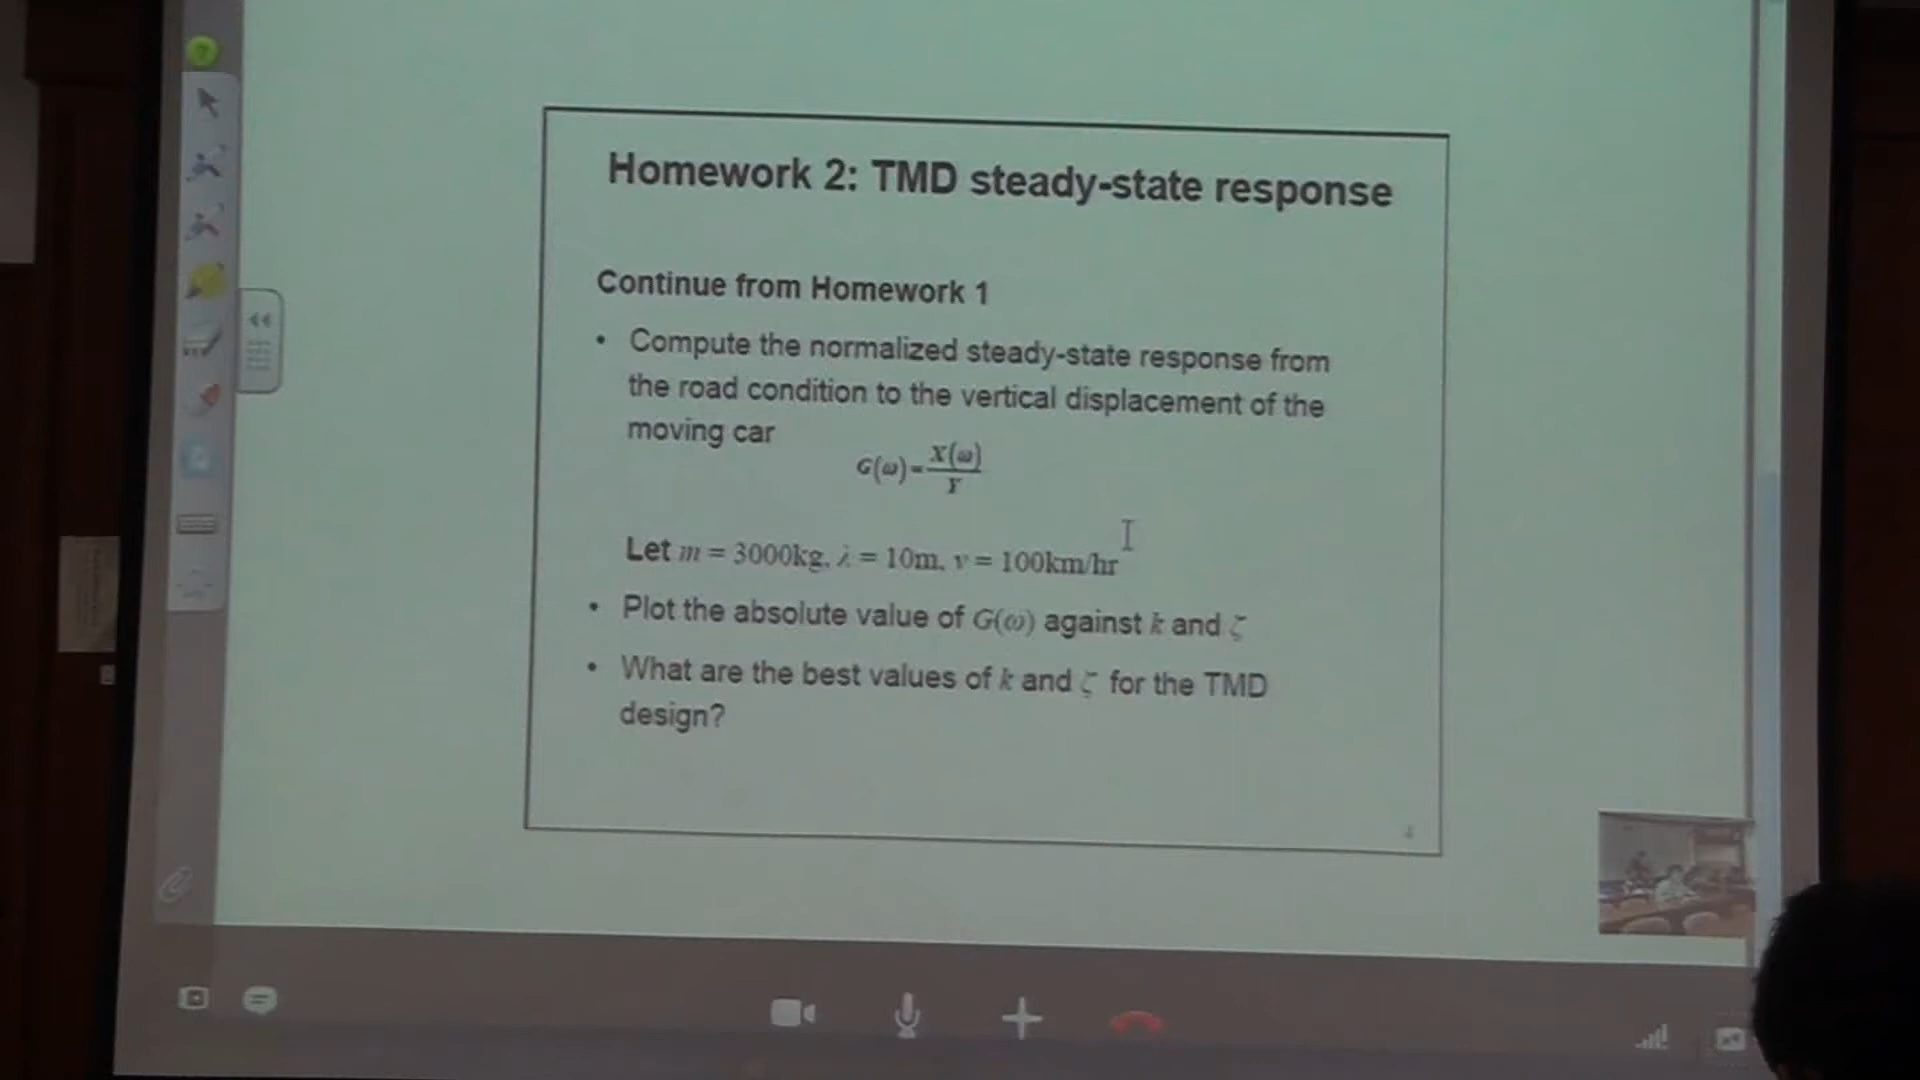 Homework 2: TMD steady-state response
Continue from Homework 1
• Compute the normalized steady-state response from
the road condition to the vertical displacement of the
moving car
G(ω)=X(ω)/Y
Let m = 3000kg, λ = 10m, v = 100km/hr
• Plot the absolute value of G(ω) against k and ζ
• What are the best values of k and ζ for the TMD
design?